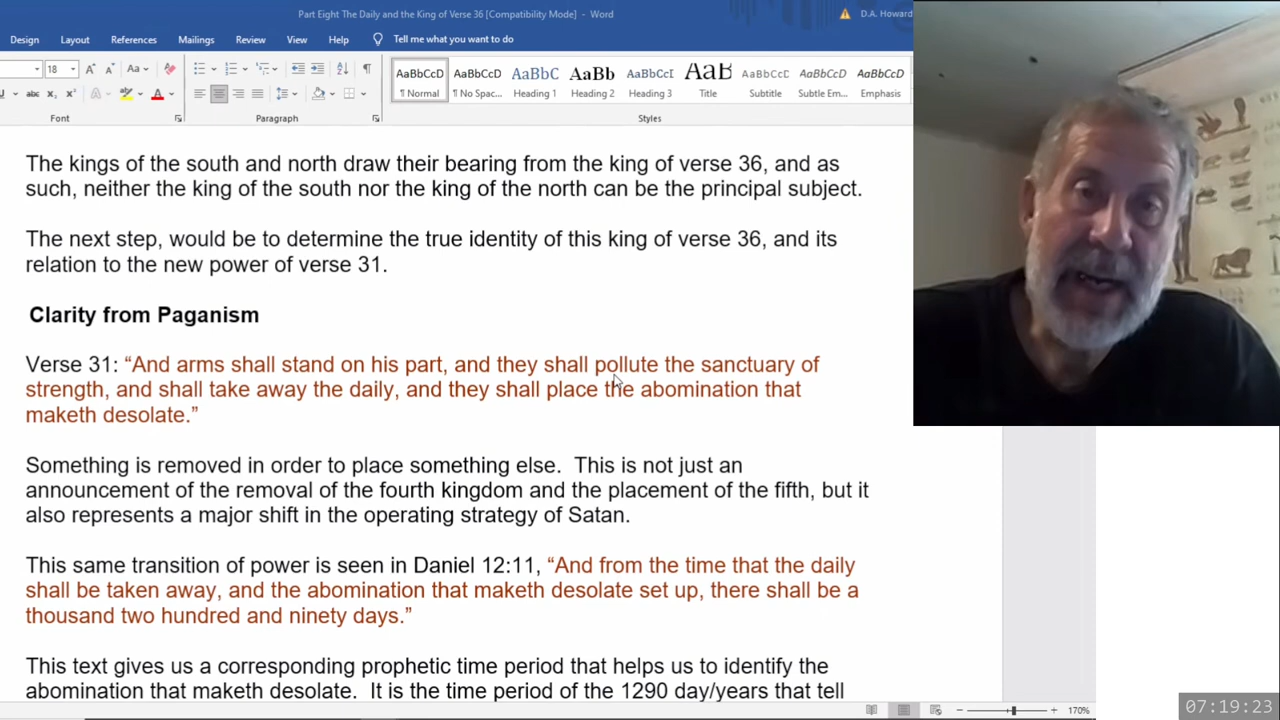 Part Eight The Daily and the King of Verse 36 [Compatibility Mode] - Word
D.A. Howard
Design Layout References Mailings Review View Help Tell me what you want to do
18
AaBbCcD AaBbCcD AaBbC AaBb AaBbCcI AaB AaBbCcD AaBbCcD AaBbCcD
¶ Normal ¶ No Spac... Heading 1 Heading 2 Heading 3 Title Subtitle Subtle Em... Emphasis
Font Paragraph Styles
The kings of the south and north draw their bearing from the king of verse 36, and as
such, neither the king of the south nor the king of the north can be the principal subject.
The next step, would be to determine the true identity of this king of verse 36, and its
relation to the new power of verse 31.
Clarity from Paganism
Verse 31: “And arms shall stand on his part, and they shall pollute the sanctuary of
strength, and shall take away the daily, and they shall place the abomination that
maketh desolate.”
Something is removed in order to place something else. This is not just an
announcement of the removal of the fourth kingdom and the placement of the fifth, but it
also represents a major shift in the operating strategy of Satan.
This same transition of power is seen in Daniel 12:11, “And from the time that the daily
shall be taken away, and the abomination that maketh desolate set up, there shall be a
thousand two hundred and ninety days.”
This text gives us a corresponding prophetic time period that helps us to identify the
abomination that maketh desolate. It is the time period of the 1290 day/years that tell
170%
07:19:23